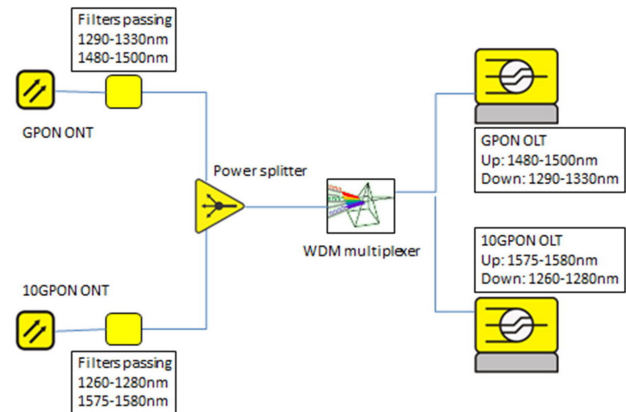 Filters passing
1290-1330nm
1480-1500nm
GPON ONT
Power splitter
WDM multiplexer
GPON OLT
Up: 1480-1500nm
Down: 1290-1330nm
10GPON OLT
Up: 1575-1580nm
Down: 1260-1280nm
10GPON ONT
Filters passing
1260-1280nm
1575-1580nm